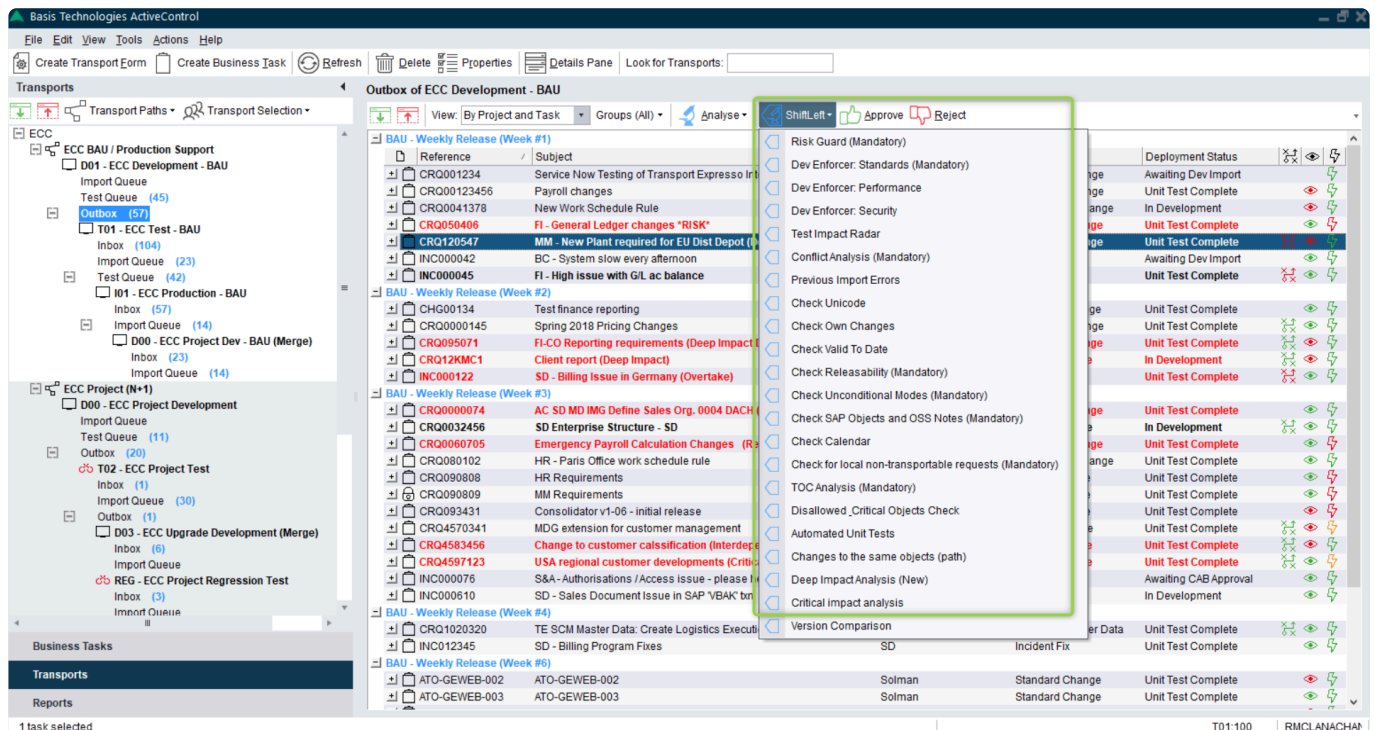 Basis Technologies ActiveControl
File Edit View Tools Actions Help
Create Transport Form Create Business Task Refresh Delete Properties Details Pane Look for Transports:
Transports
Transport Paths Transport Selection
ECC
ECC BAU / Production Support
D01 - ECC Development - BAU
Import Queue
Test Queue (45)
Outbox (57)
T01 - ECC Test - BAU
Inbox (104)
Import Queue (23)
Test Queue (42)
I01 - ECC Production - BAU
Inbox (57)
Import Queue (14)
D00 - ECC Project Dev - BAU (Merge)
Inbox (23)
Import Queue (14)
ECC Project (N+1)
D00 - ECC Project Development
Import Queue
Test Queue (11)
Outbox (20)
T02 - ECC Project Test
Inbox (1)
Import Queue (30)
Outbox (1)
D03 - ECC Upgrade Development (Merge)
Inbox (6)
Import Queue
REG - ECC Project Regression Test
Inbox (3)
Import Queue
Business Tasks
Transports
Reports
Outbox of ECC Development - BAU
View: By Project and Task Groups (All) Analyse ShiftLeft Approve Reject
BAU - Weekly Release (Week #1)
Reference / Subject Deployment Status
CRQ001234 Service Now Testing of Transport Expresso Int nge Awaiting Dev Import
CRQ00123456 Payroll changes nge Unit Test Complete
CRQ0041378 New Work Schedule Rule ange In Development
CRQ050406 FI - General Ledger changes *RISK* nge Unit Test Complete
CRQ120547 MM - New Plant required for EU Dist Depot nge Unit Test Complete
INC000042 BC - System slow every afternoon Awaiting Dev Import
INC000045 FI - High issue with G/L ac balance Unit Test Complete
BAU - Weekly Release (Week #2)
CHG00134 Test finance reporting ge Unit Test Complete
CRQ0000145 Spring 2018 Pricing Changes nge Unit Test Complete
CRQ095071 FI-CO Reporting requirements (Deep Impact nge Unit Test Complete
CRQ12KMC1 Client report (Deep Impact) e In Development
INC000122 SD - Billing Issue in Germany (Overtake) Unit Test Complete
BAU - Weekly Release (Week #3)
CRQ0000074 AC SD MD IMG Define Sales Org. 0004 DACH nge Unit Test Complete
CRQ0032456 SD Enterprise Structure - SD e In Development
CRQ0060705 Emergency Payroll Calculation Changes (Re nge Unit Test Complete
CRQ080102 HR - Paris Office work schedule rule ange Unit Test Complete
CRQ090808 HR Requirements Unit Test Complete
CRQ090809 MM Requirements Unit Test Complete
CRQ093431 Consolidator v1-06 - initial release Unit Test Complete
CRQ4570341 MDG extension for customer management e Unit Test Complete
CRQ4583456 Change to customer calssification (Interdepe e Unit Test Complete
CRQ4597123 USA regional customer developments (Critic e Unit Test Complete
INC000076 S&A - Authorisations / Access issue - please Awaiting CAB Approval
INC000610 SD - Sales Document Issue in SAP 'VBAK' txn In Development
BAU - Weekly Release (Week #4)
CRQ1020320 TE SCM Master Data: Create Logistics Executi er Data Unit Test Complete
INC012345 SD - Billing Program Fixes SD Incident Fix Unit Test Complete
BAU - Weekly Release (Week #6)
ATO-GEWEB-002 ATO-GEWEB-002 Solman Standard Change Unit Test Complete
ATO-GEWEB-003 ATO-GEWEB-003 Solman Standard Change Unit Test Complete
Risk Guard (Mandatory)
Dev Enforcer: Standards (Mandatory)
Dev Enforcer: Performance
Dev Enforcer: Security
Test Impact Radar
Conflict Analysis (Mandatory)
Previous Import Errors
Check Unicode
Check Own Changes
Check Valid To Date
Check Releasability (Mandatory)
Check Unconditional Modes (Mandatory)
Check SAP Objects and OSS Notes (Mandatory)
Check Calendar
Check for local non-transportable requests (Mandatory)
TOC Analysis (Mandatory)
Disallowed_Critical Objects Check
Automated Unit Tests
Changes to the same objects (path)
Deep Impact Analysis (New)
Critical impact analysis
Version Comparison
1 task selected T01:100 RMCLANACHAN